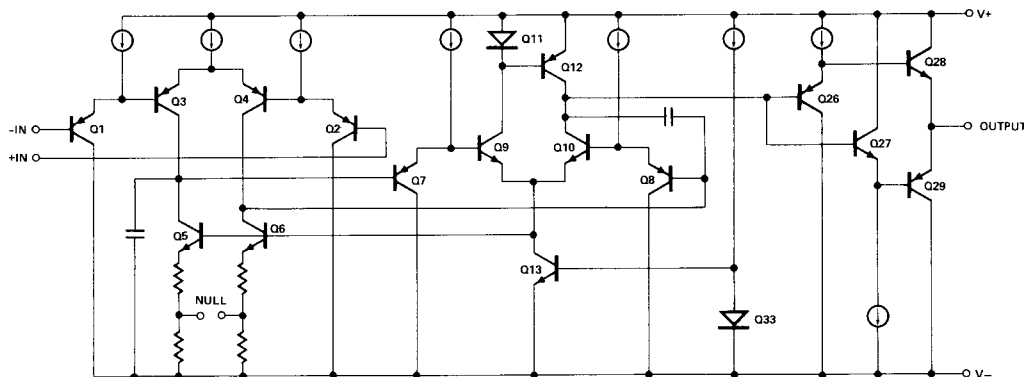 V+
Q11
Q12
Q28
Q3
Q4
Q26
-IN
Q1
Q2
OUTPUT
+IN
Q9
Q10
Q27
Q7
Q8
Q29
Q5
Q6
Q13
NULL
Q33
V-